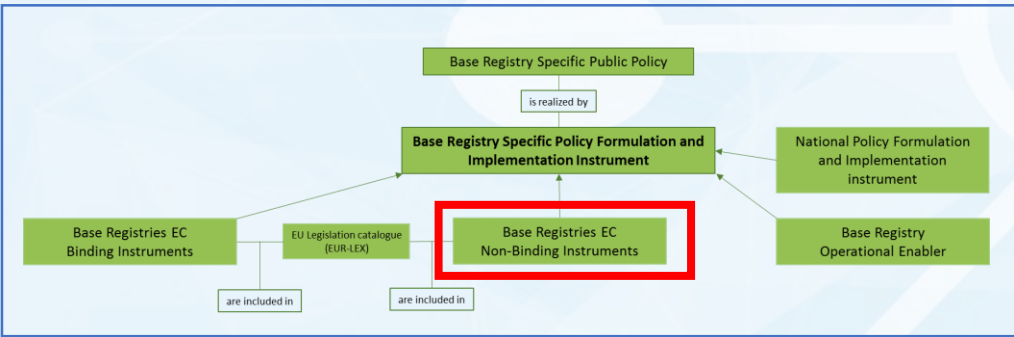 Base Registry Specific Public Policy
is realized by
Base Registry Specific Policy Formulation and
Implementation Instrument
National Policy Formulation
and Implementation
instrument
Base Registries EC
Binding Instruments
EU Legislation catalogue
(EUR-LEX)
Base Registries EC
Non-Binding Instruments
Base Registry
Operational Enabler
are included in
are included in